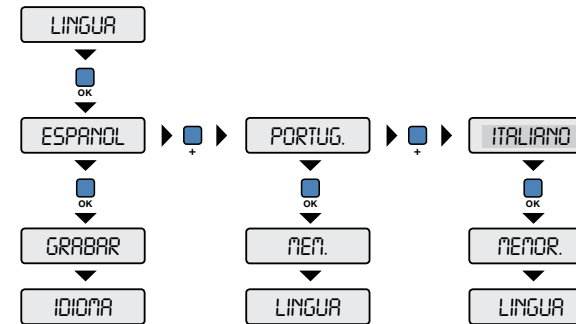 LINGUA
OK
ESPANOL + PORTUG. + ITALIANO
OK OK OK
GRABAR MEM. MEMOR.
IDIOMA LINGUA LINGUA